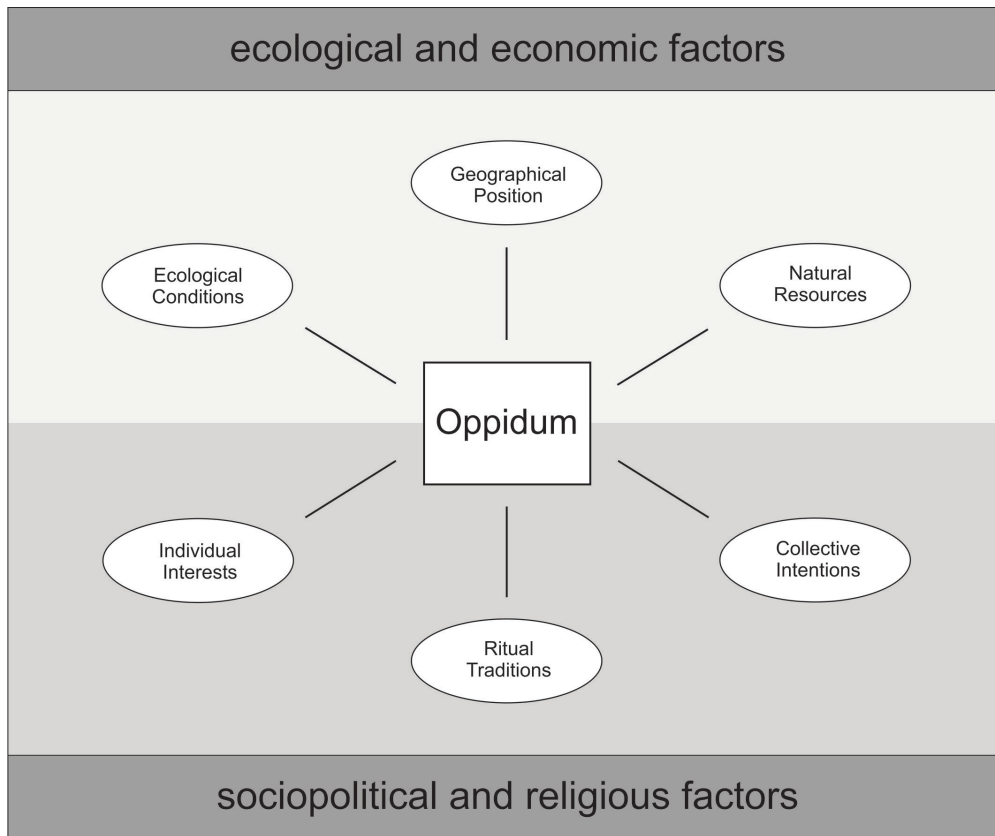 ecological and economic factors
Geographical
Position
Ecological
Conditions
Natural
Resources
Oppidum
Individual
Interests
Collective
Intentions
Ritual
Traditions
sociopolitical and religious factors